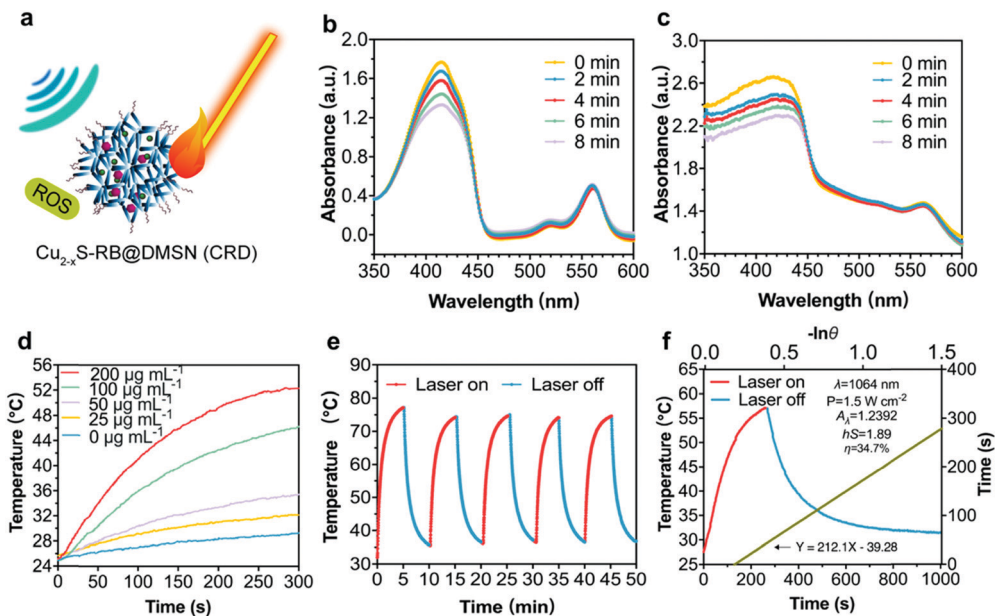 a
ROS
Cu2-xS-RB@DMSN (CRD)
b
Absorbance (a.u.)
2.0
1.6
1.2
0.8
0.4
0.0
0 min
2 min
4 min
6 min
8 min
350 400 450 500 550 600
Wavelength (nm)
c
Absorbance (a.u.)
3.0
2.6
2.2
1.8
1.4
1.0
0 min
2 min
4 min
6 min
8 min
350 400 450 500 550 600
Wavelength (nm)
d
Temperature (°C)
56
52
48
44
40
36
32
28
24
200 µg mL-1
100 µg mL-1
50 µg mL-1
25 µg mL-1
0 µg mL-1
0 50 100 150 200 250 300
Time (s)
e
Temperature (°C)
90
80
70
60
50
40
30
Laser on Laser off
0 5 10 15 20 25 30 35 40 45 50
Time (min)
f
-lnθ
0.0 0.5 1.0 1.5
Temperature (°C)
65
60
55
50
45
40
35
30
25
Laser on
Laser off
λ=1064 nm
P=1.5 W cm-2
Aλ=1.2392
hS=1.89
η=34.7%
Y = 212.1X - 39.28
400
300
200
100
0
Time (s)
0 200 400 600 800 1000
Time (s)